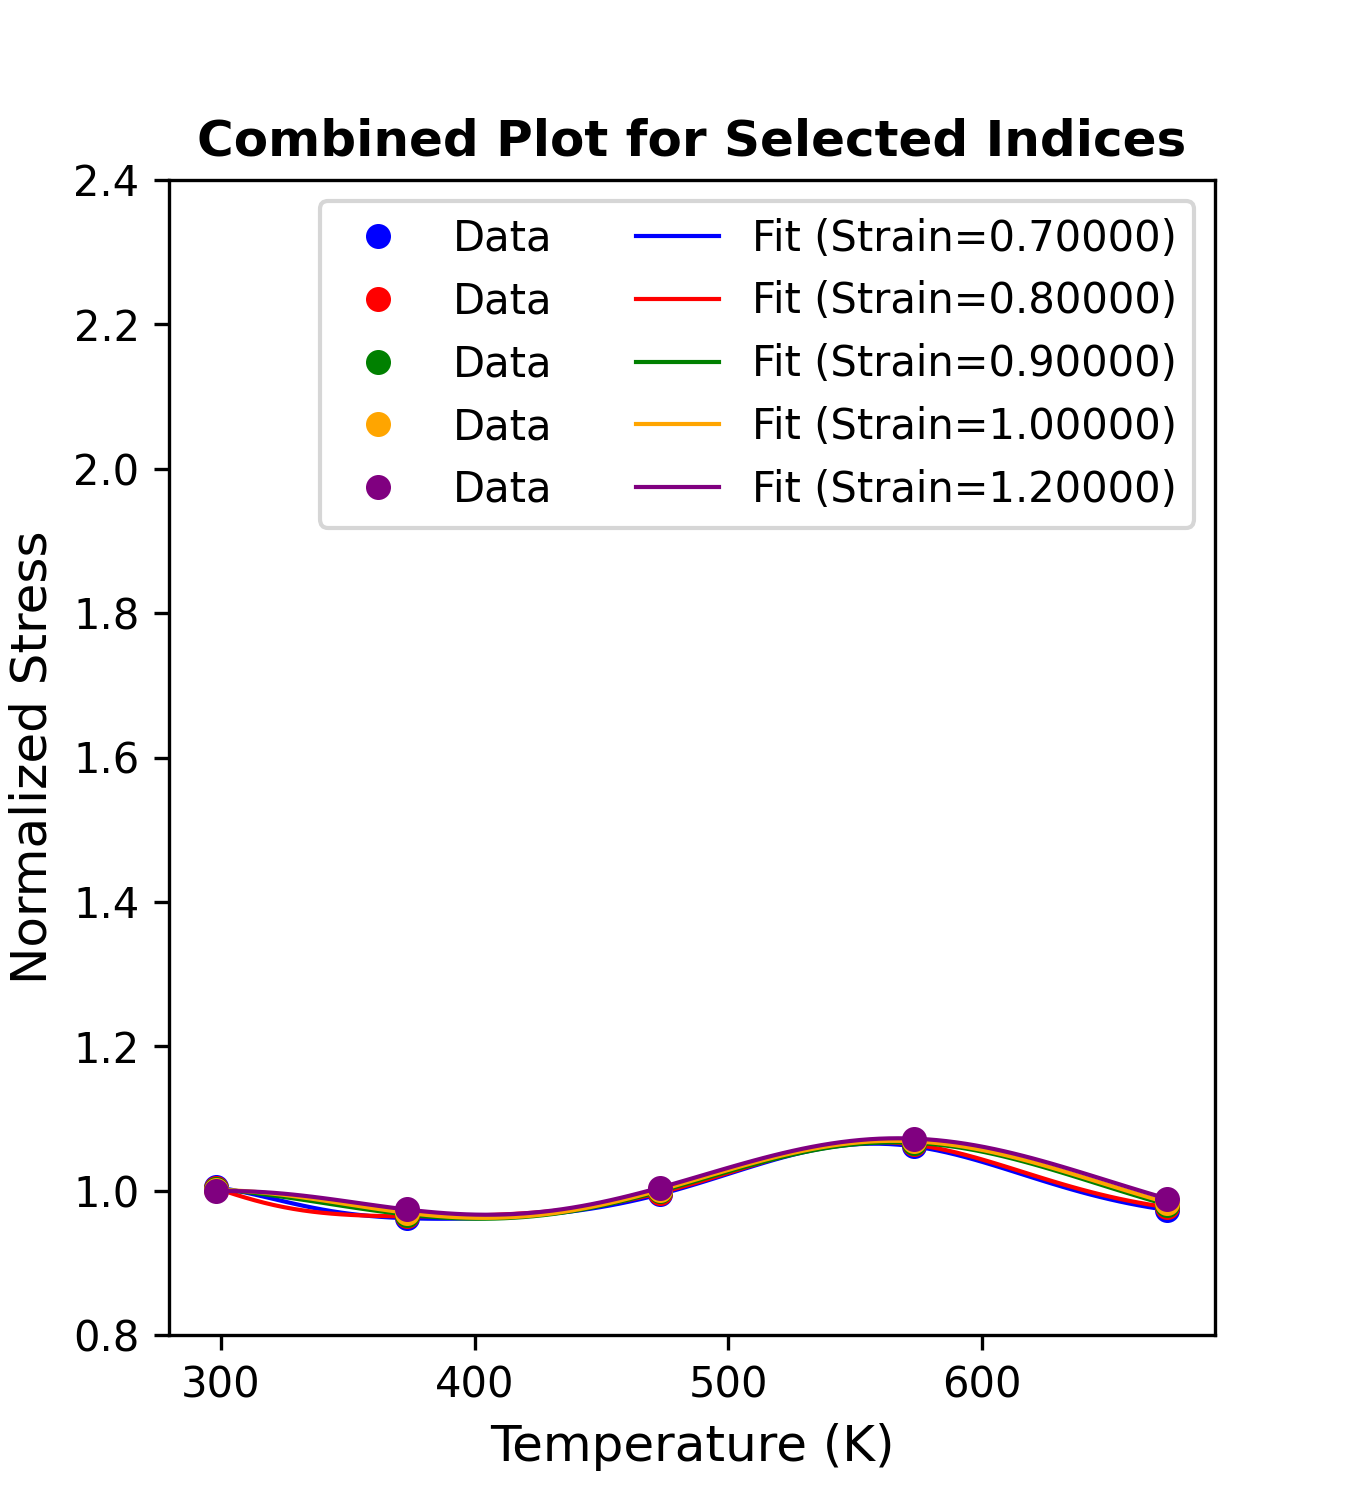 Combined Plot for Selected Indices
2.4
2.2
2.0
1.8
1.6
1.4
1.2
1.0
0.8
Normalized Stress
Data
Data
Data
Data
Data
Fit (Strain=0.70000)
Fit (Strain=0.80000)
Fit (Strain=0.90000)
Fit (Strain=1.00000)
Fit (Strain=1.20000)
300 400 500 600
Temperature (K)